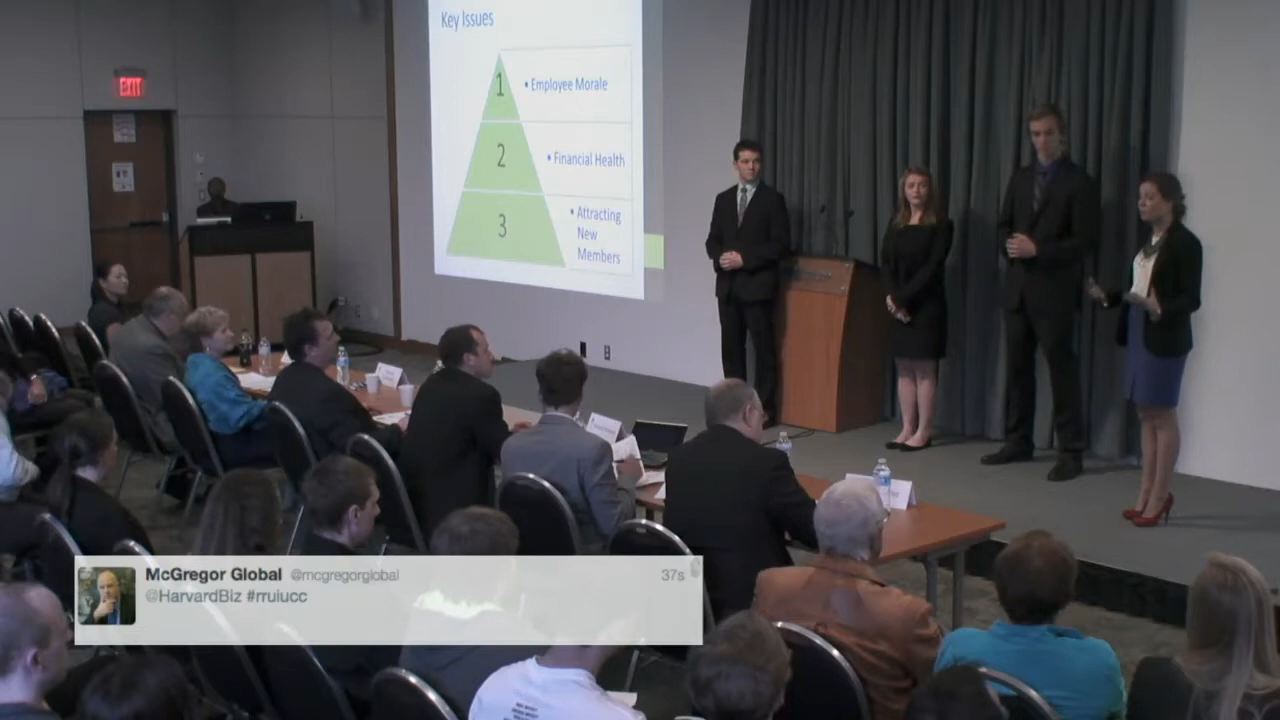 Key Issues
1
• Employee Morale
2
• Financial Health
3
• Attracting
New
Members
EXIT
McGregor Global @mcgregorglobal 37s
@HarvardBiz #rruiucc